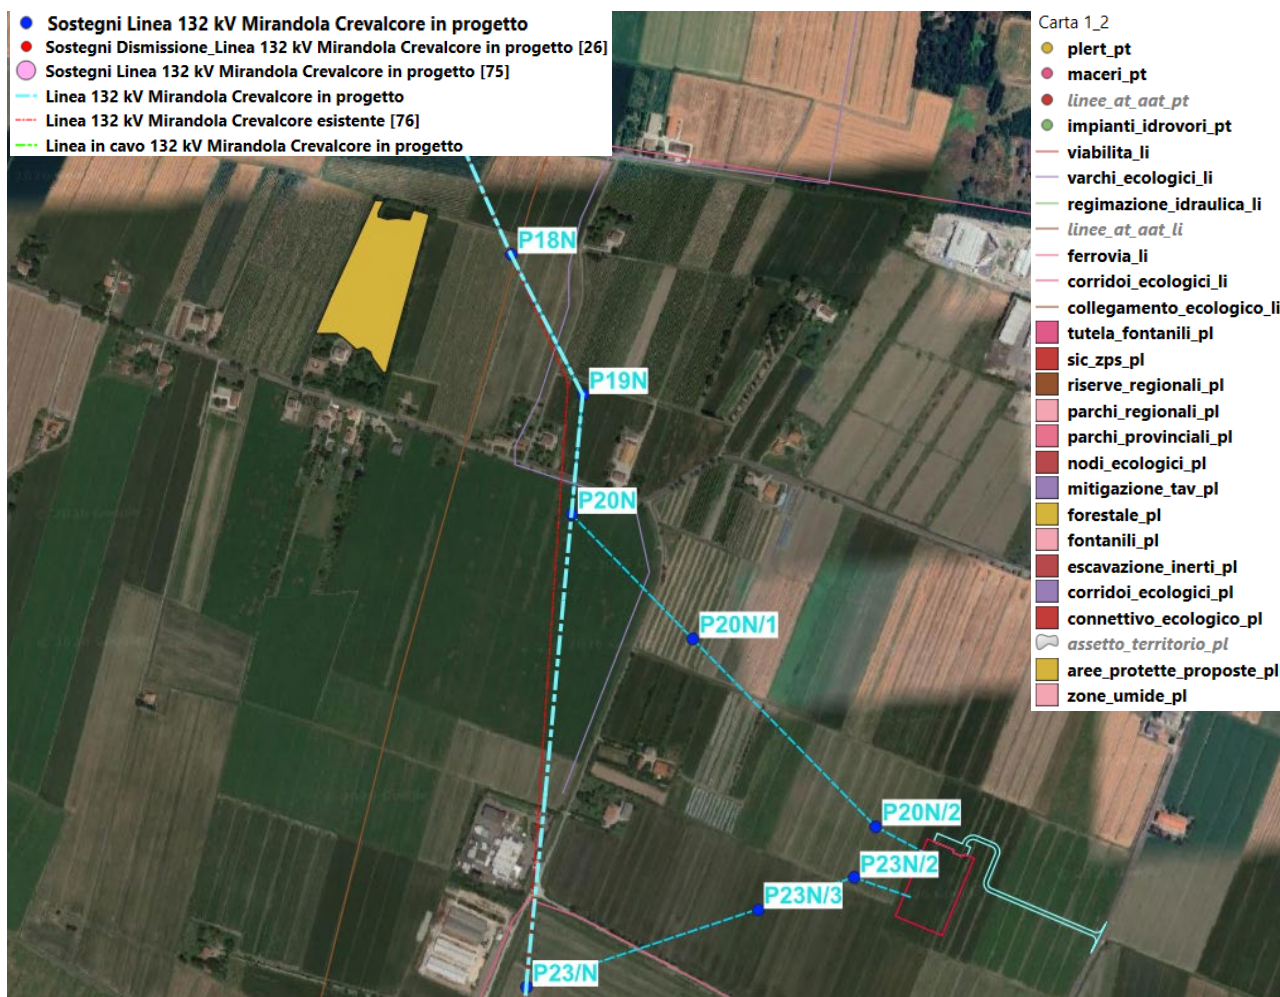 Sostegni Linea 132 kV Mirandola Crevalcore in progetto
Sostegni Dismissione_Linea 132 kV Mirandola Crevalcore in progetto [26]
Sostegni Linea 132 kV Mirandola Crevalcore in progetto [75]
Linea 132 kV Mirandola Crevalcore in progetto
Linea 132 kV Mirandola Crevalcore esistente [76]
Linea in cavo 132 kV Mirandola Crevalcore in progetto
Carta 1_2
plert_pt
maceri_pt
linee_at_aat_pt
impianti_idrovori_pt
viabilita_li
varchi_ecologici_li
regimazione_idraulica_li
linee_at_aat_li
ferrovia_li
corridoi_ecologici_li
collegamento_ecologico_li
tutela_fontanili_pl
sic_zps_pl
riserve_regionali_pl
parchi_regionali_pl
parchi_provinciali_pl
nodi_ecologici_pl
mitigazione_tav_pl
forestale_pl
fontanili_pl
escavazione_inerti_pl
corridoi_ecologici_pl
connettivo_ecologico_pl
assetto_territorio_pl
aree_protette_proposte_pl
zone_umide_pl
P18N
P19N
P20N
P20N/1
P20N/2
P23N/2
P23N/3
P23/N